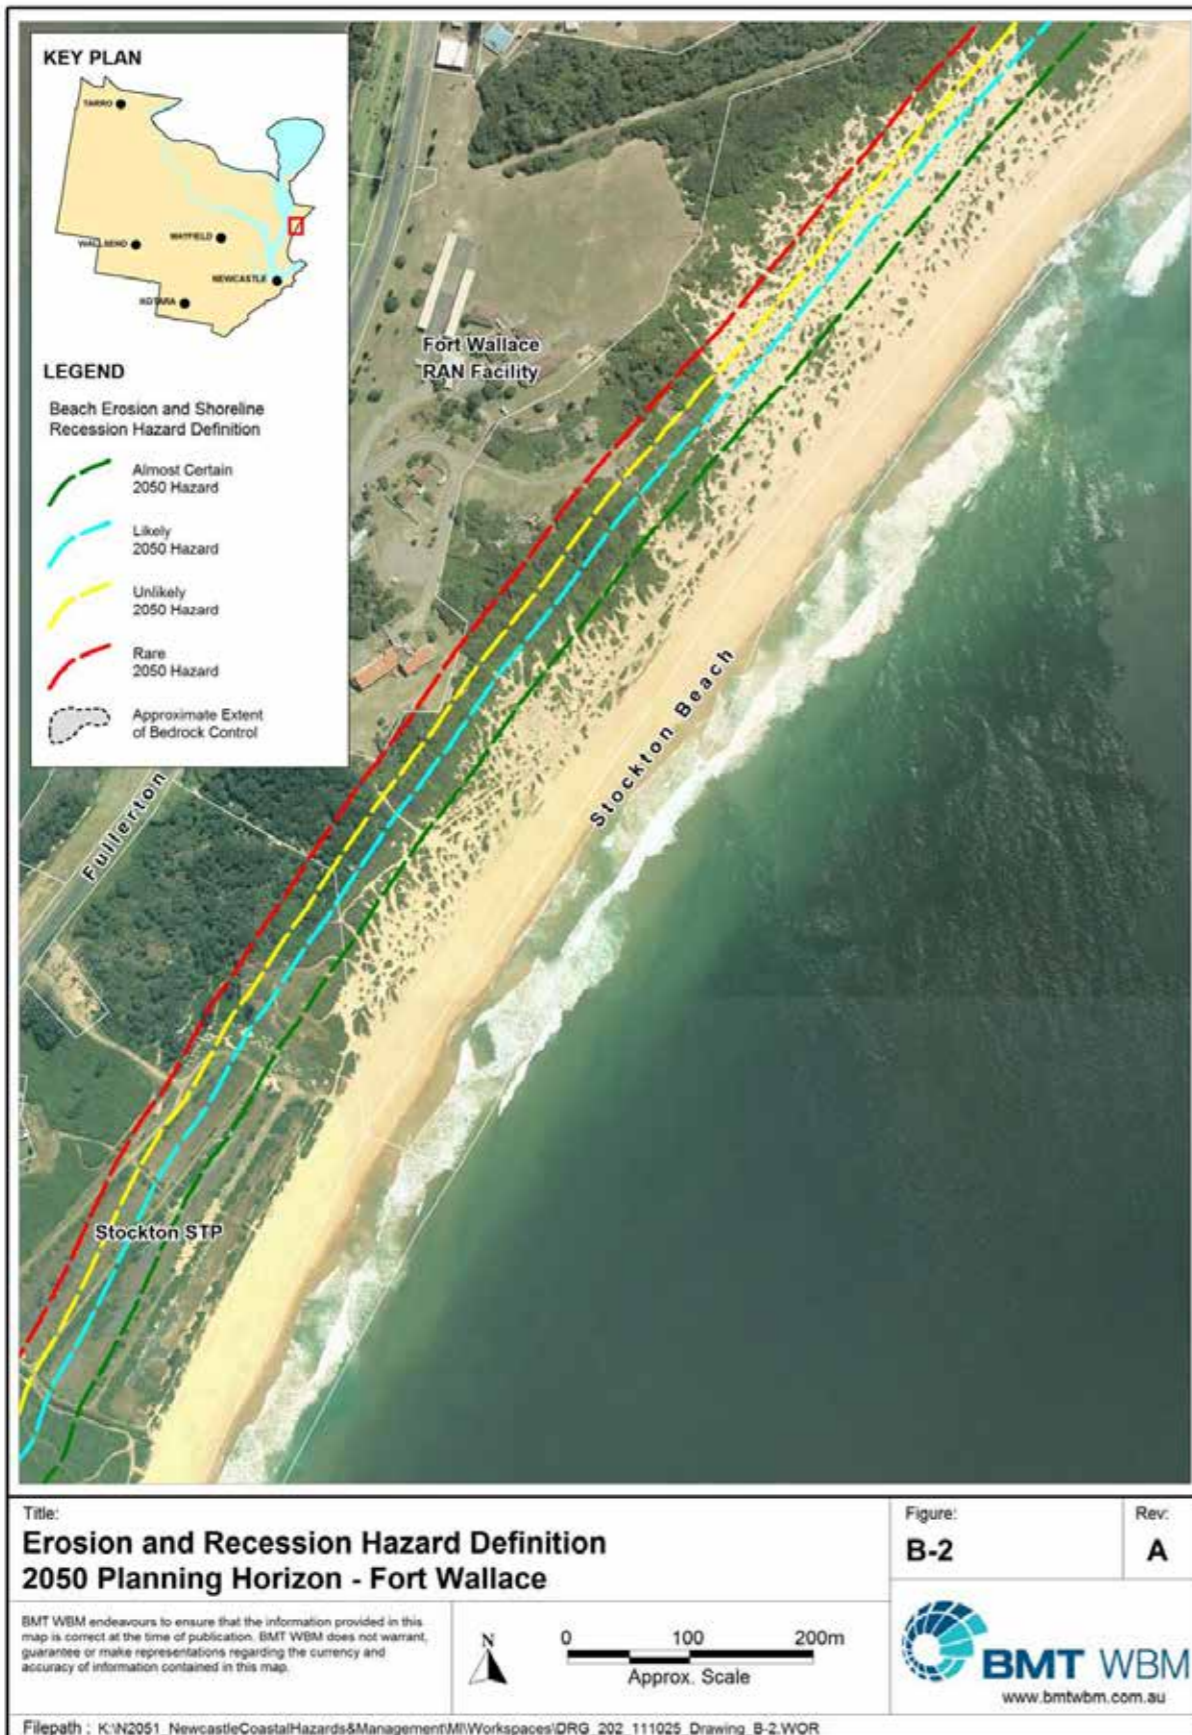 KEY PLAN
TARRO
WALLSEND
MAYFIELD
NEWCASTLE
KOTARA
LEGEND
Beach Erosion and Shoreline
Recession Hazard Definition
Almost Certain
2050 Hazard
Likely
2050 Hazard
Unlikely
2050 Hazard
Rare
2050 Hazard
Approximate Extent
of Bedrock Control
Fort Wallace
RAN Facility
Stockton Beach
Fullerton
Stockton STP
Title:
Erosion and Recession Hazard Definition
2050 Planning Horizon - Fort Wallace
Figure:
B-2
Rev:
A
BMT WBM endeavours to ensure that the information provided in this
map is correct at the time of publication. BMT WBM does not warrant,
guarantee or make representations regarding the currency and
accuracy of information contained in this map.
N
0 100 200m
Approx. Scale
BMT WBM
www.bmtwbm.com.au
Filepath : K:\N2051_NewcastleCoastalHazards&Management\MI\Workspaces\DRG_202_111025_Drawing_B-2.WOR